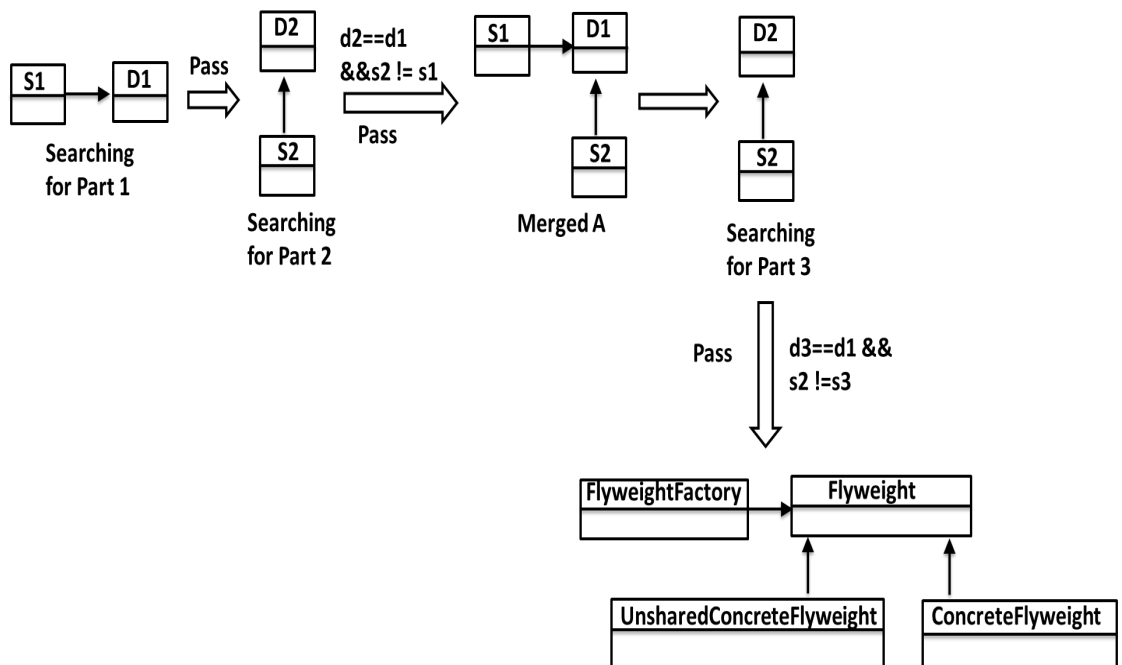 S1
D1
Searching
for Part 1
Pass
D2
S2
Searching
for Part 2
d2==d1
&&s2 != s1
Pass
S1
D1
S2
Merged A
D2
S2
Searching
for Part 3
Pass
d3==d1 &&
s2 !=s3
FlyweightFactory
Flyweight
UnsharedConcreteFlyweight
ConcreteFlyweight